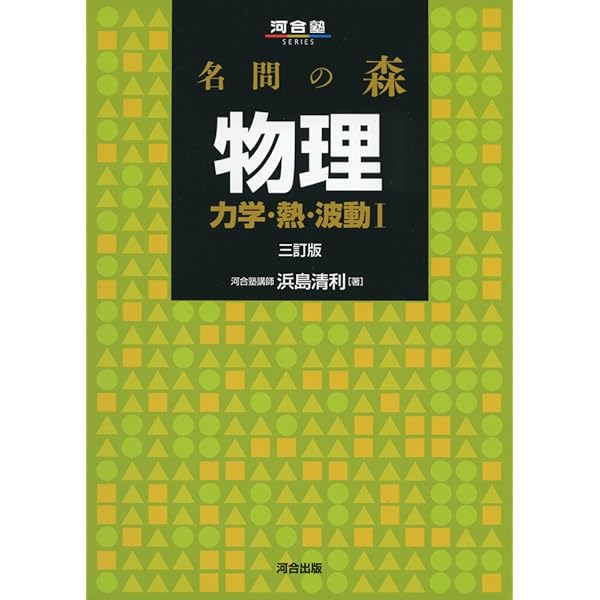 河合塾
SERIES
名問の森
物理
力学・熱・波動Ⅰ
三訂版
河合塾講師 浜島清利[著]
河合出版